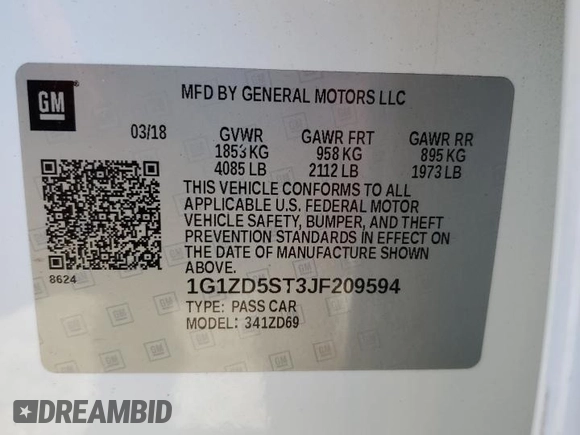 GM
MFD BY GENERAL MOTORS LLC
03/18 GVWR GAWR FRT GAWR RR
1853 KG 958 KG 895 KG
4085 LB 2112 LB 1973 LB
THIS VEHICLE CONFORMS TO ALL
APPLICABLE U.S. FEDERAL MOTOR
VEHICLE SAFETY, BUMPER, AND THEFT
PREVENTION STANDARDS IN EFFECT ON
THE DATE OF MANUFACTURE SHOWN
ABOVE.
8624
1G1ZD5ST3JF209594
TYPE: PASS CAR
MODEL: 341ZD69
DREAMBID